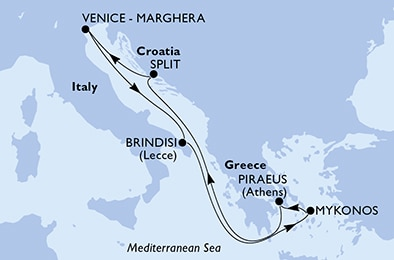 VENICE - MARGHERA
Croatia
SPLIT
Italy
BRINDISI
(Lecce)
Greece
PIRAEUS
(Athens)
MYKONOS
Mediterranean Sea